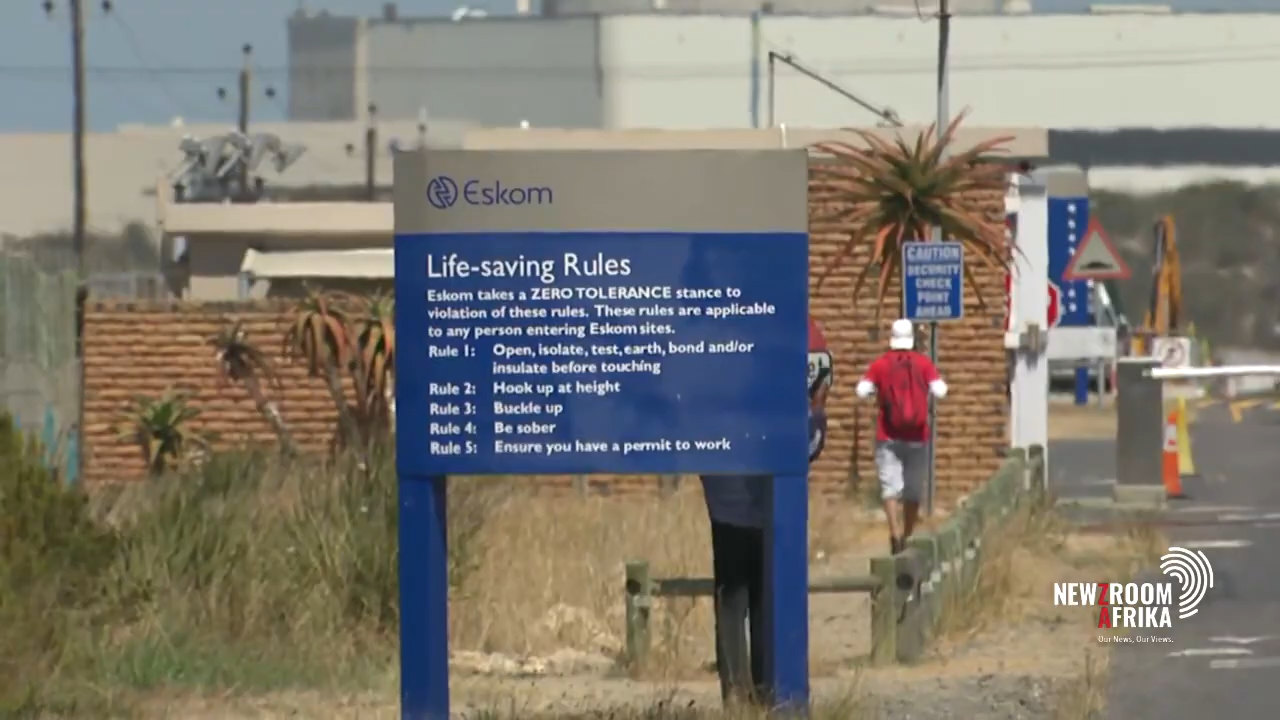 Eskom
Life-saving Rules
Eskom takes a ZERO TOLERANCE stance to
violation of these rules. These rules are applicable
to any person entering Eskom sites.
Rule 1: Open, isolate, test, earth, bond and/or
insulate before touching
Rule 2: Hook up at height
Rule 3: Buckle up
Rule 4: Be sober
Rule 5: Ensure you have a permit to work
CAUTION
SECURITY
CHECK
POINT
AHEAD
NEWZROOM
AFRIKA
Our News, Our Views.